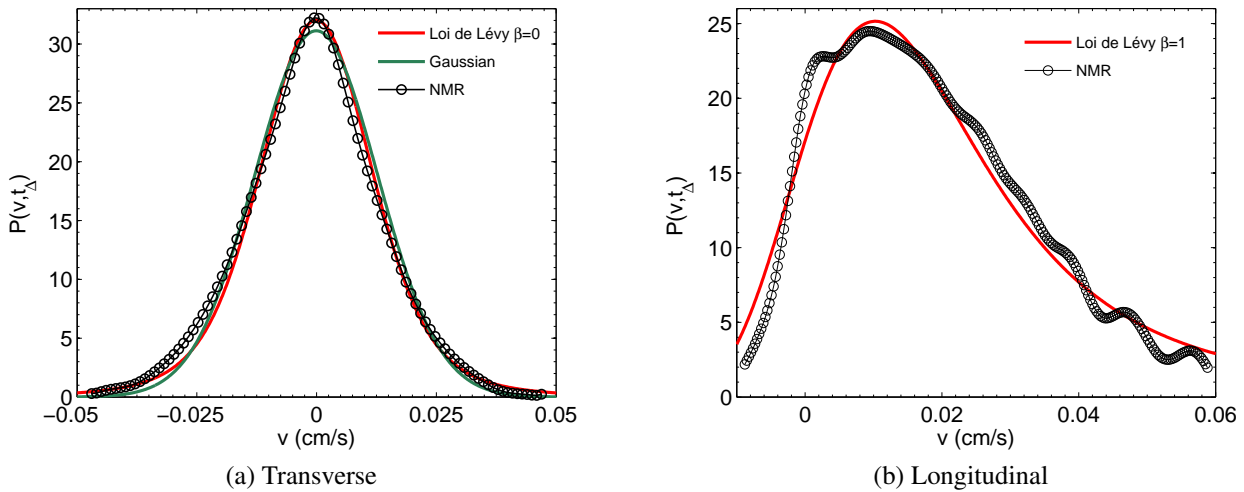 30
25
20
15
10
5
0
P(v,t_Δ)
Loi de Lévy β=0
Gaussian
NMR
−0.05
−0.025
0
0.025
0.05
v (cm/s)
(a) Transverse
25
20
15
10
5
0
P(v,t_Δ)
Loi de Lévy β=1
NMR
0
0.02
0.04
0.06
v (cm/s)
(b) Longitudinal